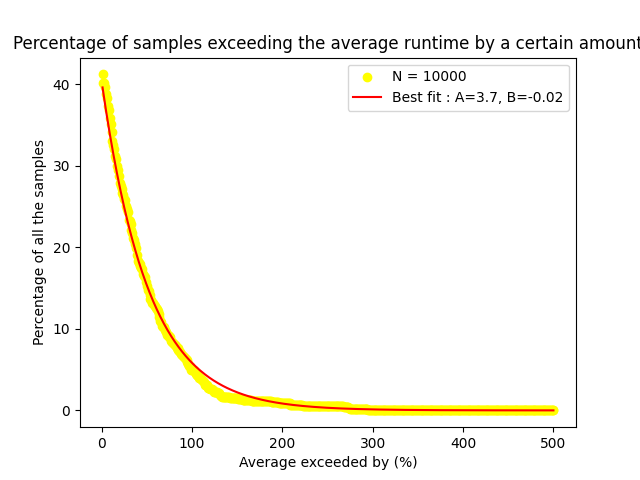 Percentage of samples exceeding the average runtime by a certain amount
N = 10000
Best fit : A=3.7, B=-0.02
Percentage of all the samples
40
30
20
10
0
0 100 200 300 400 500
Average exceeded by (%)